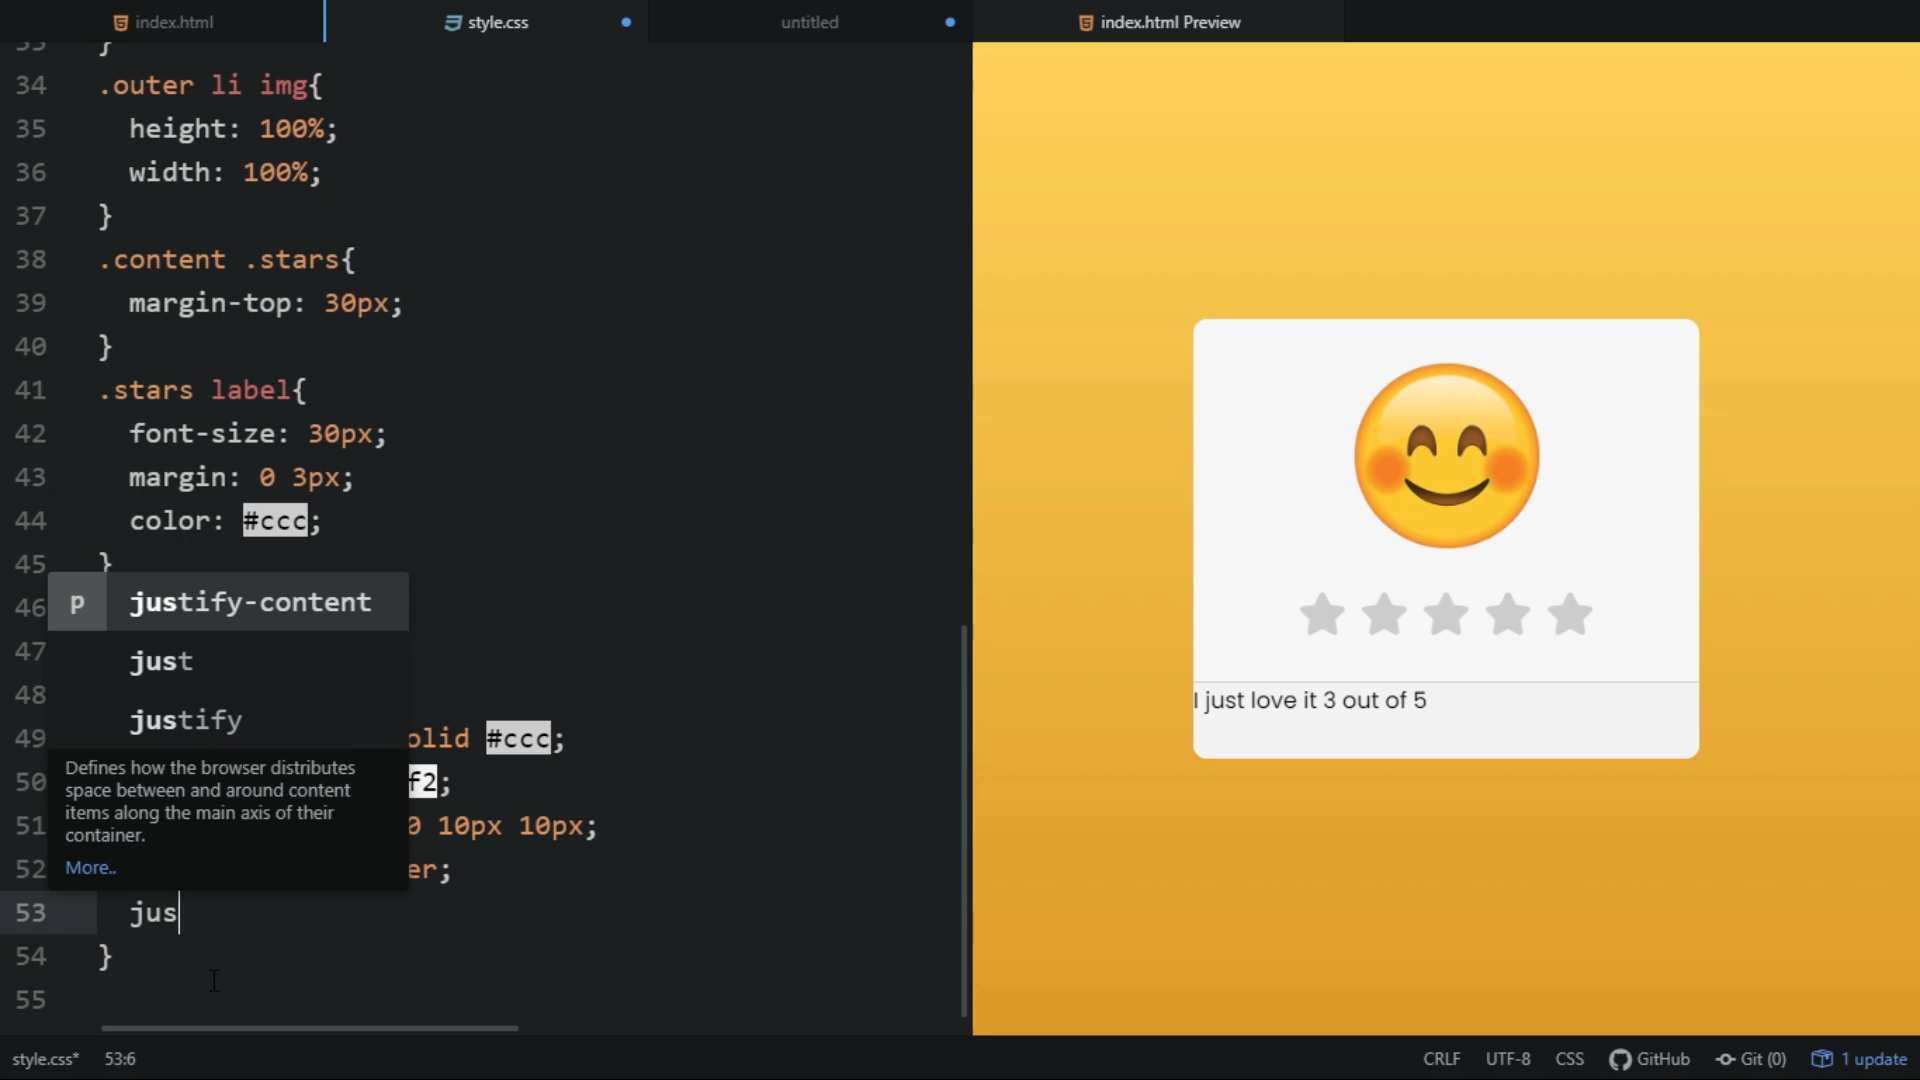 index.html
style.css
untitled
index.html Preview
33 }
34 .outer li img{
35 height: 100%;
36 width: 100%;
37 }
38 .content .stars{
39 margin-top: 30px;
40 }
41 .stars label{
42 font-size: 30px;
43 margin: 0 3px;
44 color: #ccc;
45 }
46
p justify-content
47
just
48
justify
49 olid #ccc;
Defines how the browser distributes
space between and around content
items along the main axis of their
container.
More..
50 f2;
51 0 10px 10px;
52 er;
53 jus
54 }
55
I just love it 3 out of 5
style.css* 53:6
CRLF UTF-8 CSS GitHub Git (0) 1 update